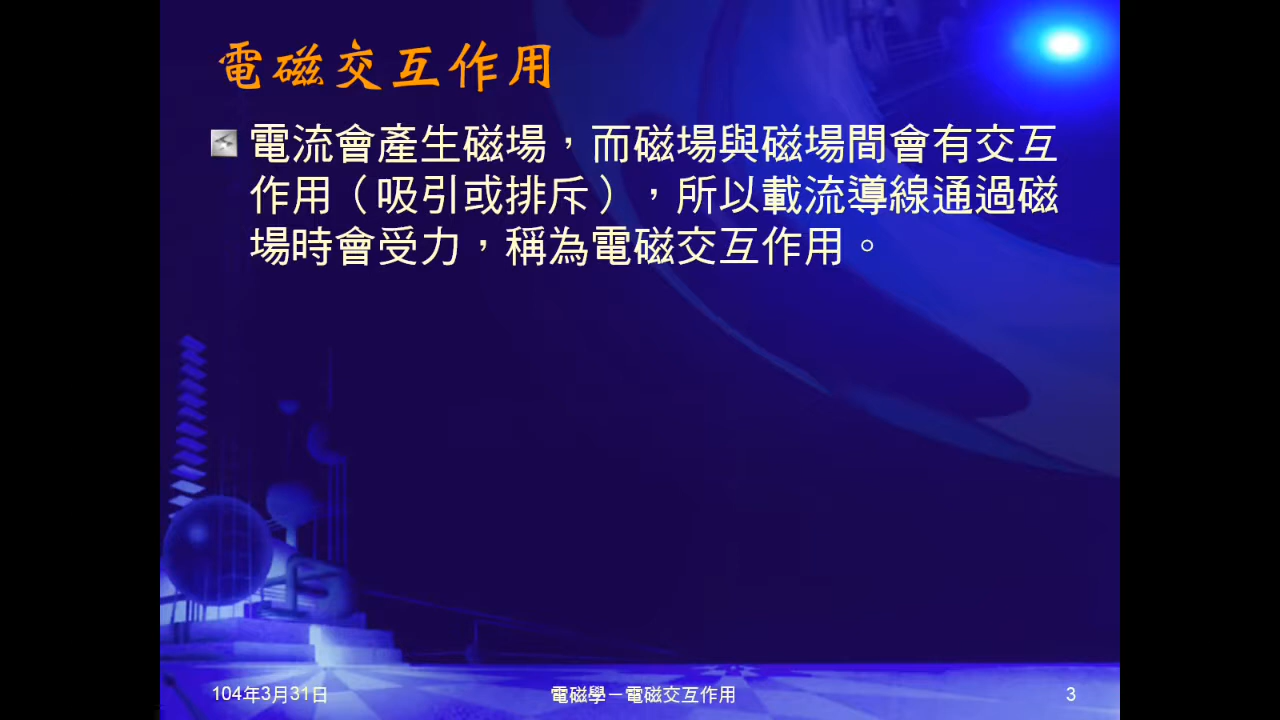 電磁交互作用
電流會產生磁場，而磁場與磁場間會有交互
作用（吸引或排斥），所以載流導線通過磁
場時會受力，稱為電磁交互作用。
104年3月31日
電磁學－電磁交互作用
3